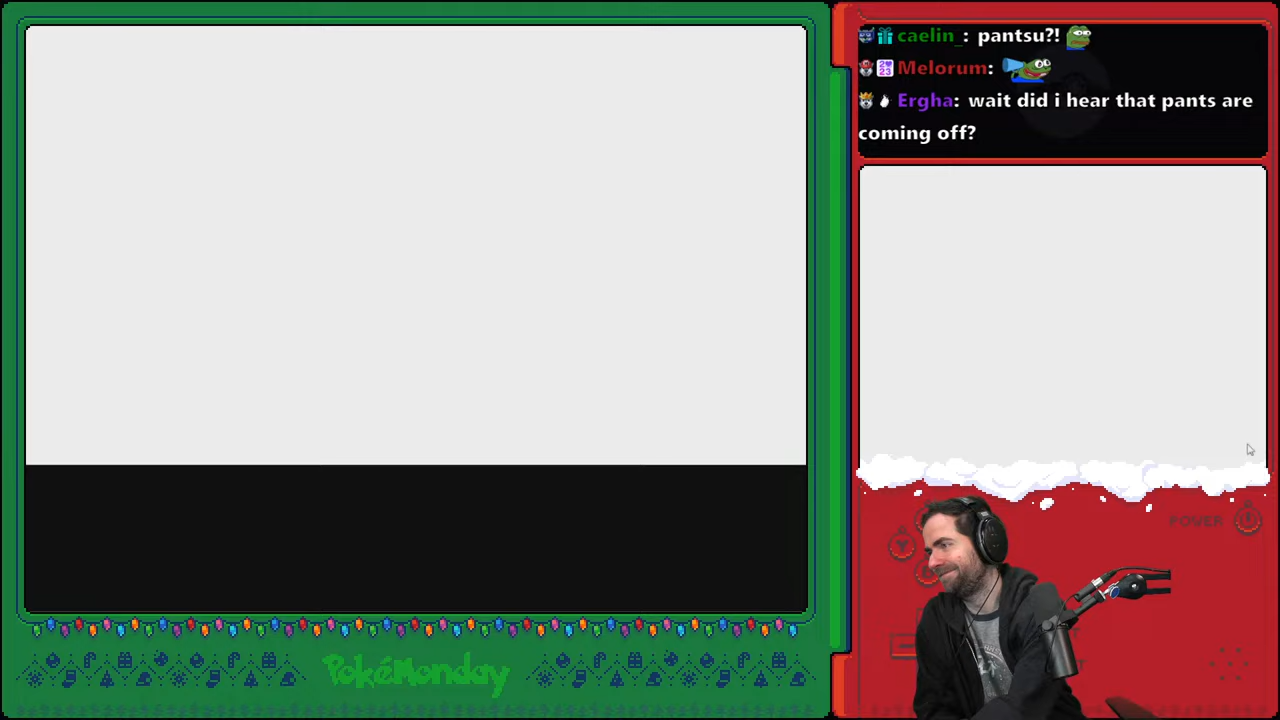 caelin_: pantsu?!
Melorum:
Ergha: wait did i hear that pants are
coming off?
POWER
Y
PokéMonday